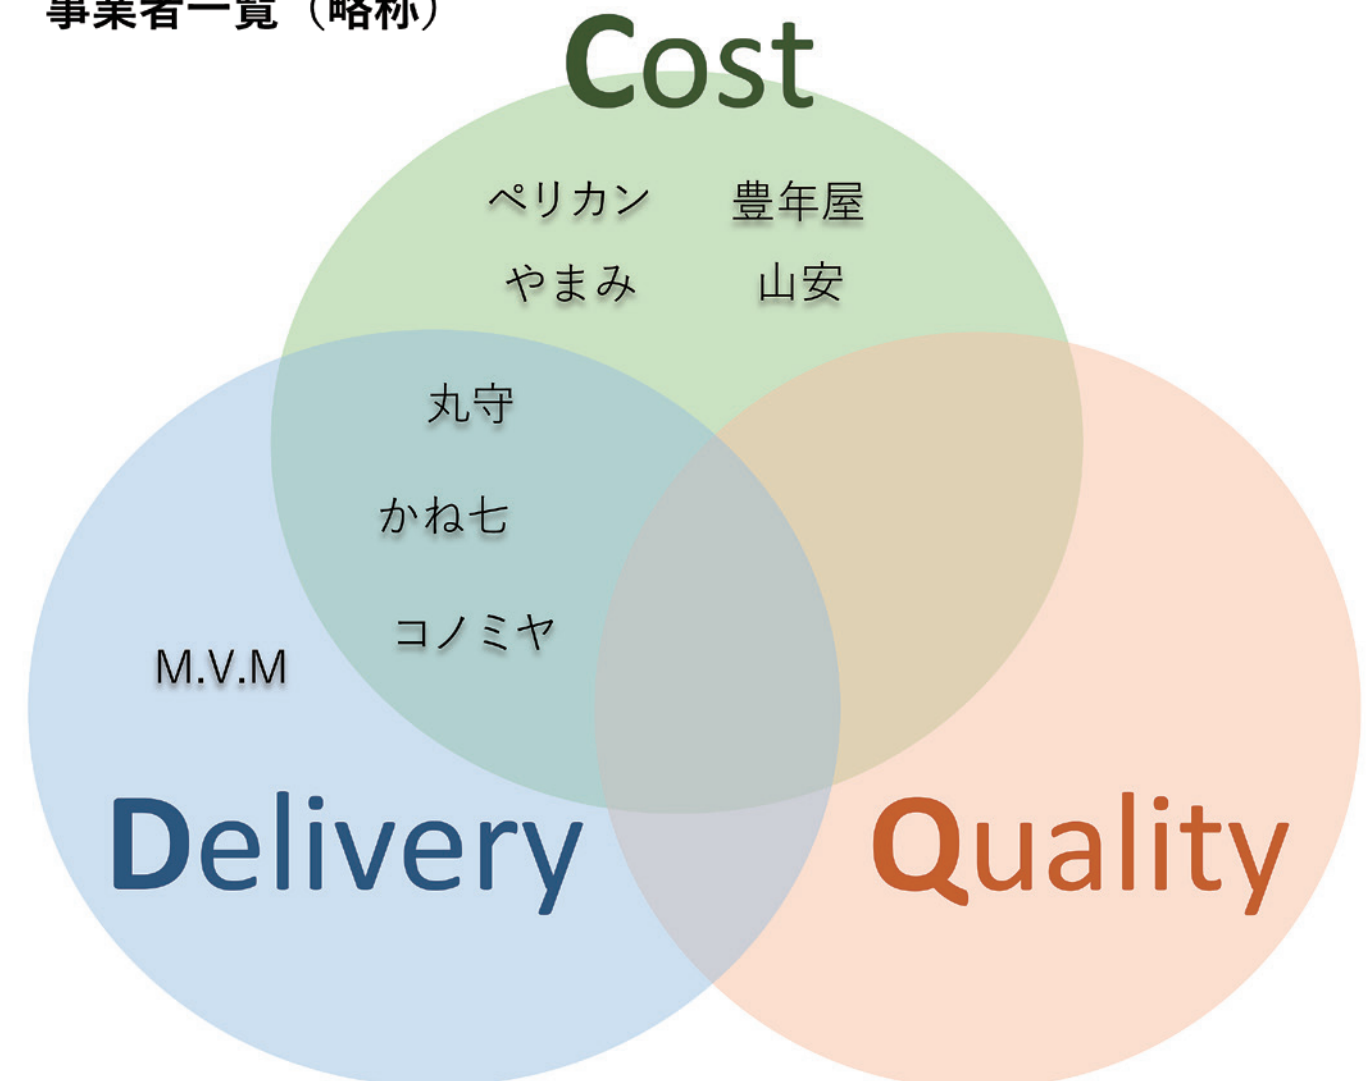 事業者一覧（略称）
Cost
ペリカン 豊年屋
やまみ 山安
丸守
かね七
コノミヤ
M.V.M
Delivery Quality